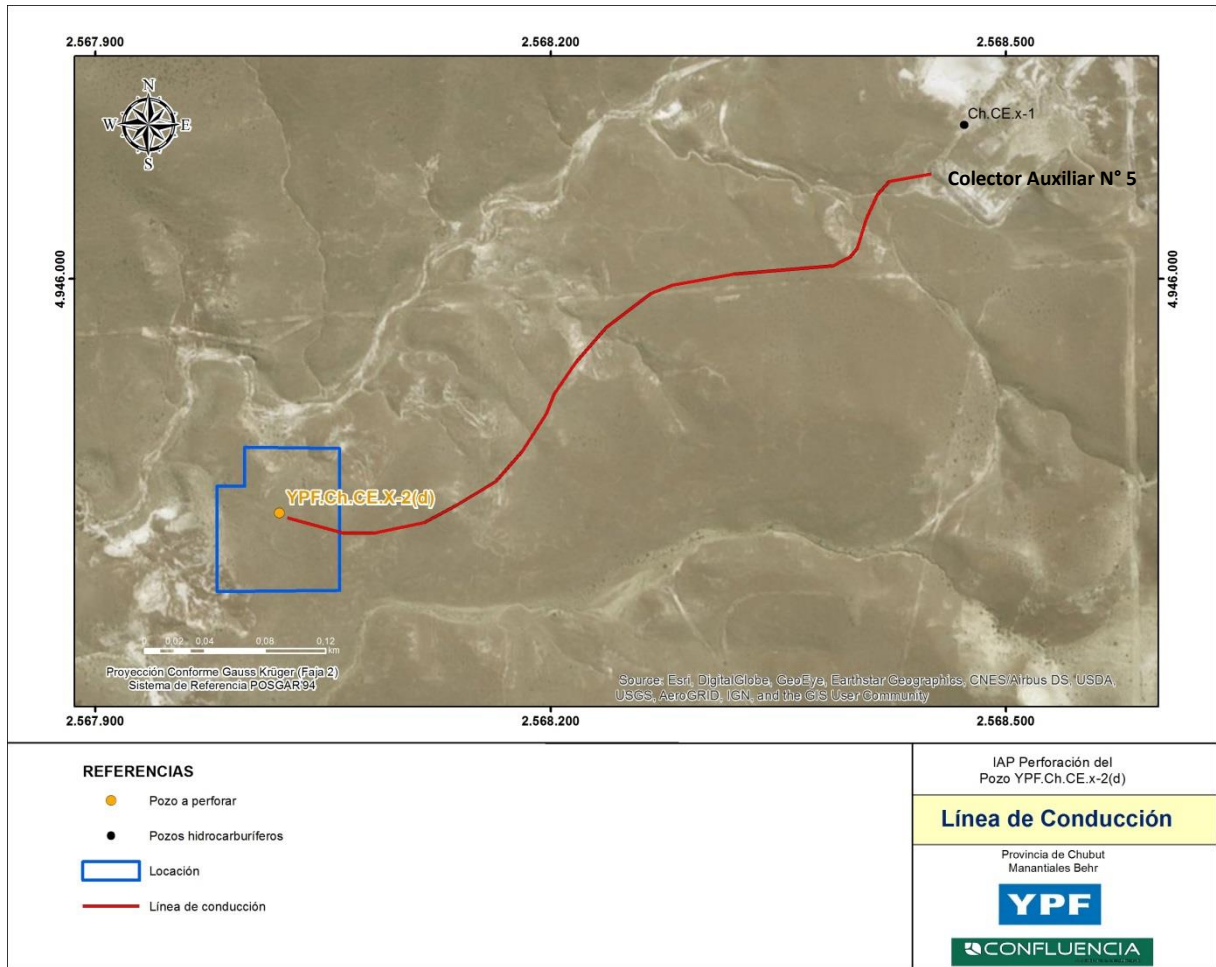 2.567.900 2.568.200 2.568.500
N
W E
S
Ch.CE.x-1
Colector Auxiliar N° 5
4.946.000 4.946.000
YPF.Ch.CE.X-2(d)
0 0,02 0,04 0,08 0,12
km
Proyección Conforme Gauss Krüger (Faja 2)
Sistema de Referencia POSGAR'94
Source: Esri, DigitalGlobe, GeoEye, Earthstar Geographics, CNES/Airbus DS, USDA,
USGS, AeroGRID, IGN, and the GIS User Community
2.567.900 2.568.200 2.568.500
REFERENCIAS
Pozo a perforar
Pozos hidrocarburíferos
Locación
Línea de conducción
IAP Perforación del
Pozo YPF.Ch.CE.x-2(d)
Línea de Conducción
Provincia de Chubut
Manantiales Behr
YPF
CONFLUENCIA